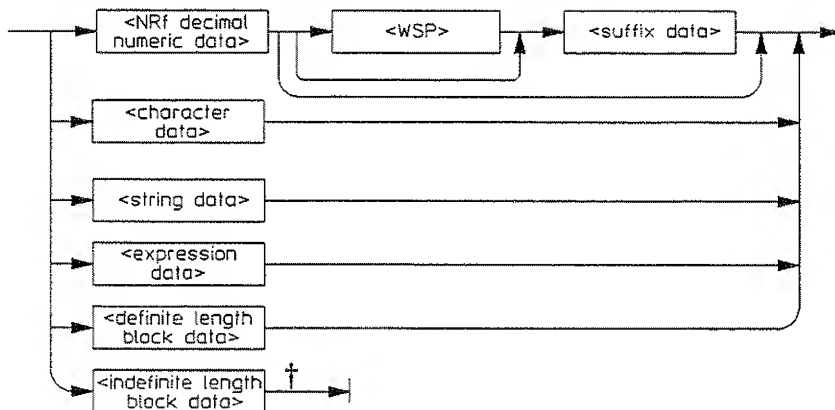 <NRf decimal
numeric data>
<WSP>
<suffix data>
<character
data>
<string data>
<expression
data>
<definite length
block data>
<indefinite length
block data>
†